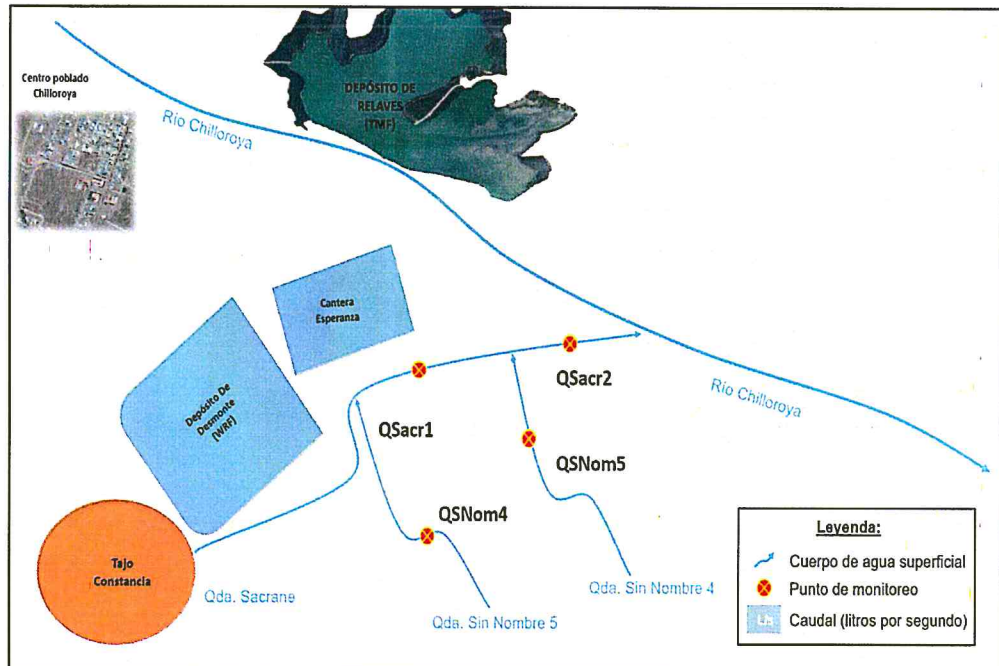 Centro poblado
Chilloroya
Río Chilloroya
DEPÓSITO DE
RELAVES
(TMF)
Cantera
Esperanza
Depósito De
Desmonte
(WRF)
QSacr1
QSacr2
Río Chilloroya
QSNom5
QSNom4
Tajo
Constancia
Qda. Sacrane
Qda. Sin Nombre 5
Qda. Sin Nombre 4
Leyenda:
Cuerpo de agua superficial
Punto de monitoreo
L/s
Caudal (litros por segundo)